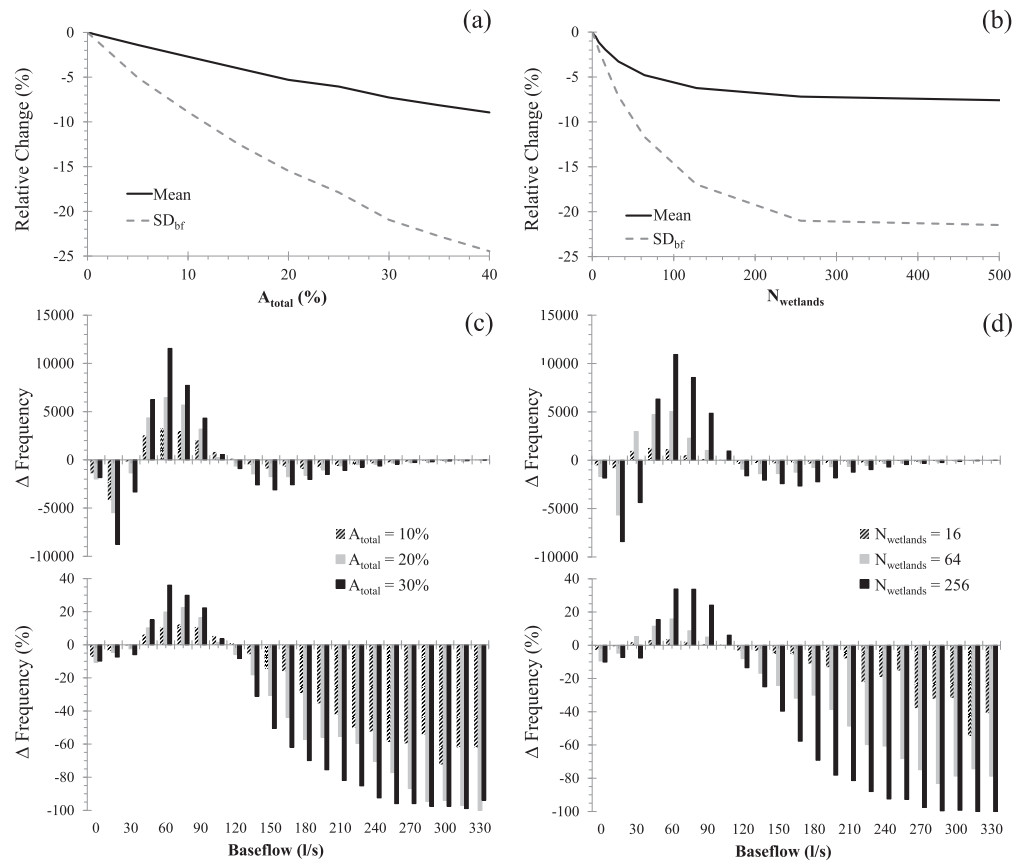 (a)
0
-5
-10
-15
-20
-25
Relative Change (%)
Mean
SDbf
0 10 20 30 40
Atotal (%)
(b)
0
-5
-10
-15
-20
-25
Relative Change (%)
Mean
SDbf
0 100 200 300 400 500
Nwetlands
(c)
15000
10000
5000
0
-5000
-10000
Δ Frequency
Atotal = 10%
Atotal = 20%
Atotal = 30%
40
20
0
-20
-40
-60
-80
-100
Δ Frequency (%)
0 30 60 90 120 150 180 210 240 270 300 330
Baseflow (l/s)
(d)
15000
10000
5000
0
-5000
-10000
Δ Frequency
Nwetlands = 16
Nwetlands = 64
Nwetlands = 256
40
20
0
-20
-40
-60
-80
-100
Δ Frequency (%)
0 30 60 90 120 150 180 210 240 270 300 330
Baseflow (l/s)